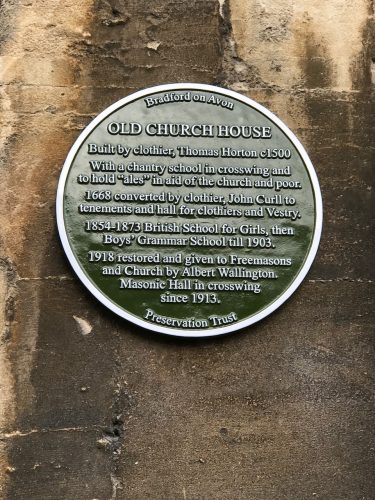 Bradford on Avon
OLD CHURCH HOUSE
Built by clothier, Thomas Horton c1500
With a chantry school in crosswing and
to hold "ales" in aid of the church and poor.
1668 converted by clothier, John Curll to
tenements and hall for clothiers and Vestry.
1854-1873 British School for Girls, then
Boys' Grammar School till 1903.
1918 restored and given to Freemasons
and Church by Albert Wallington.
Masonic Hall in crosswing
since 1913.
Preservation Trust